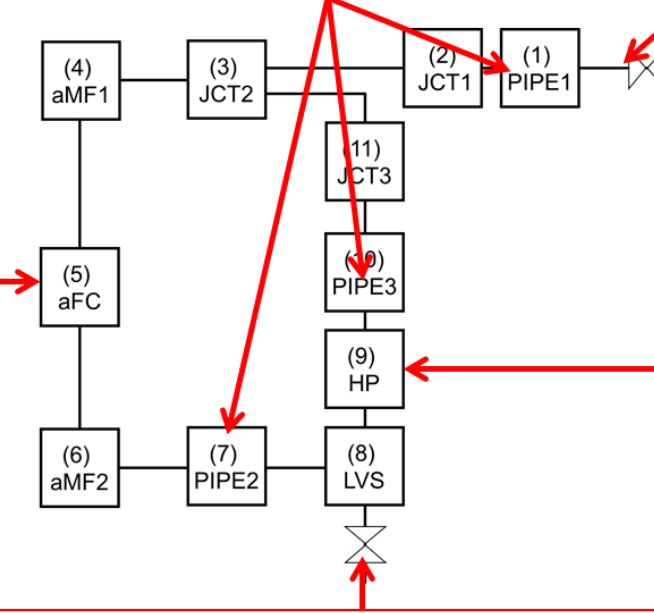 (4)
aMF1
(3)
JCT2
(2)
JCT1
(1)
PIPE1
(11)
JCT3
(5)
aFC
(10)
PIPE3
(9)
HP
(6)
aMF2
(7)
PIPE2
(8)
LVS